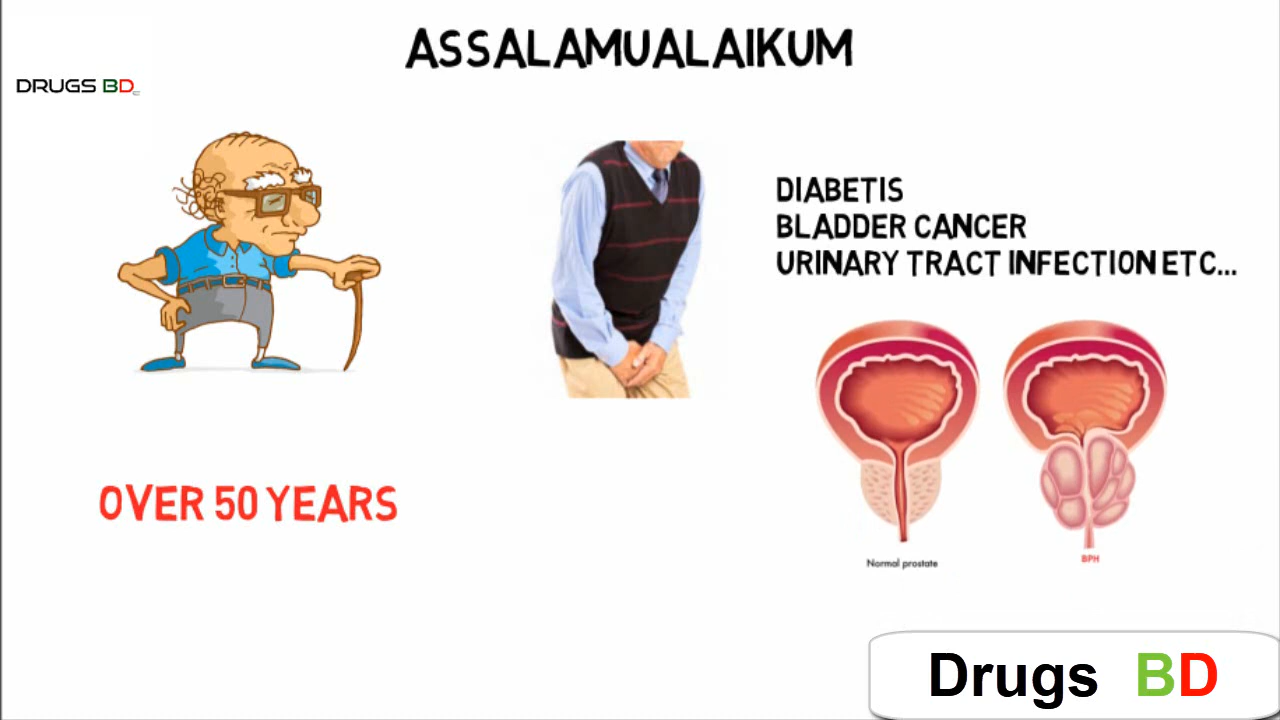 ASSALAMUALAIKUM
DRUGS BD
DIABETIS
BLADDER CANCER
URINARY TRACT INFECTION ETC...
OVER 50 YEARS
Normal prostate
BPH
Drugs BD